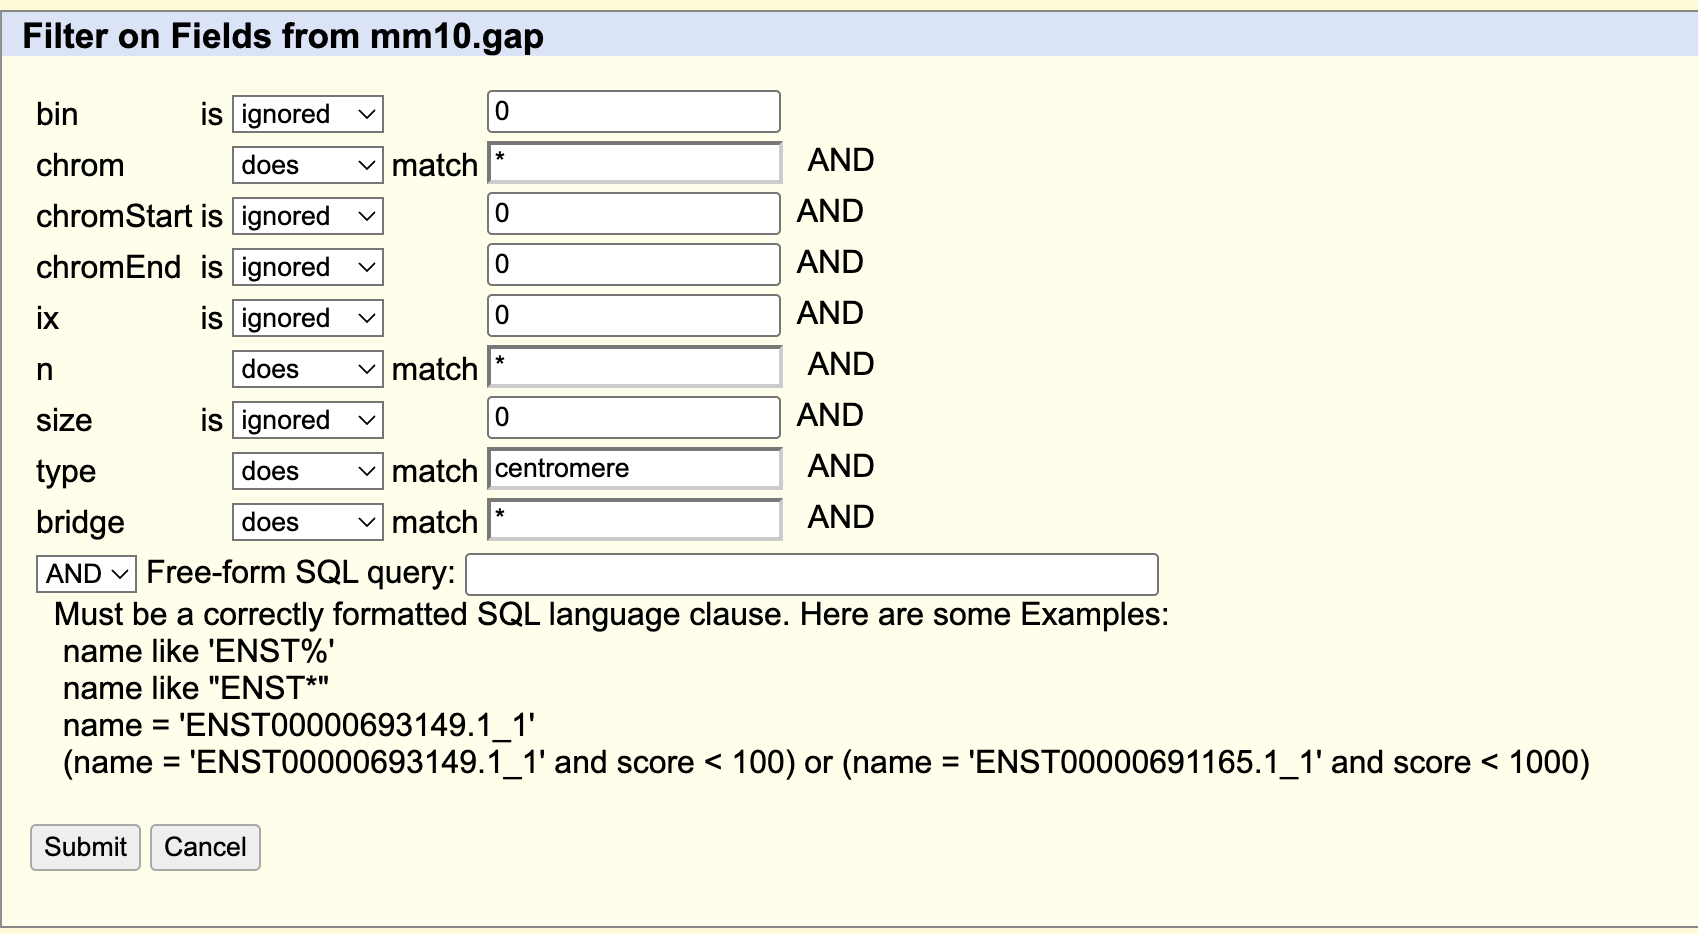 Filter on Fields from mm10.gap
bin is ignored 0
chrom does match * AND
chromStart is ignored 0 AND
chromEnd is ignored 0 AND
ix is ignored 0 AND
n does match * AND
size is ignored 0 AND
type does match centromere AND
bridge does match * AND
AND Free-form SQL query:
Must be a correctly formatted SQL language clause. Here are some Examples:
name like 'ENST%'
name like "ENST*"
name = 'ENST00000693149.1_1'
(name = 'ENST00000693149.1_1' and score < 100) or (name = 'ENST00000691165.1_1' and score < 1000)
Submit Cancel